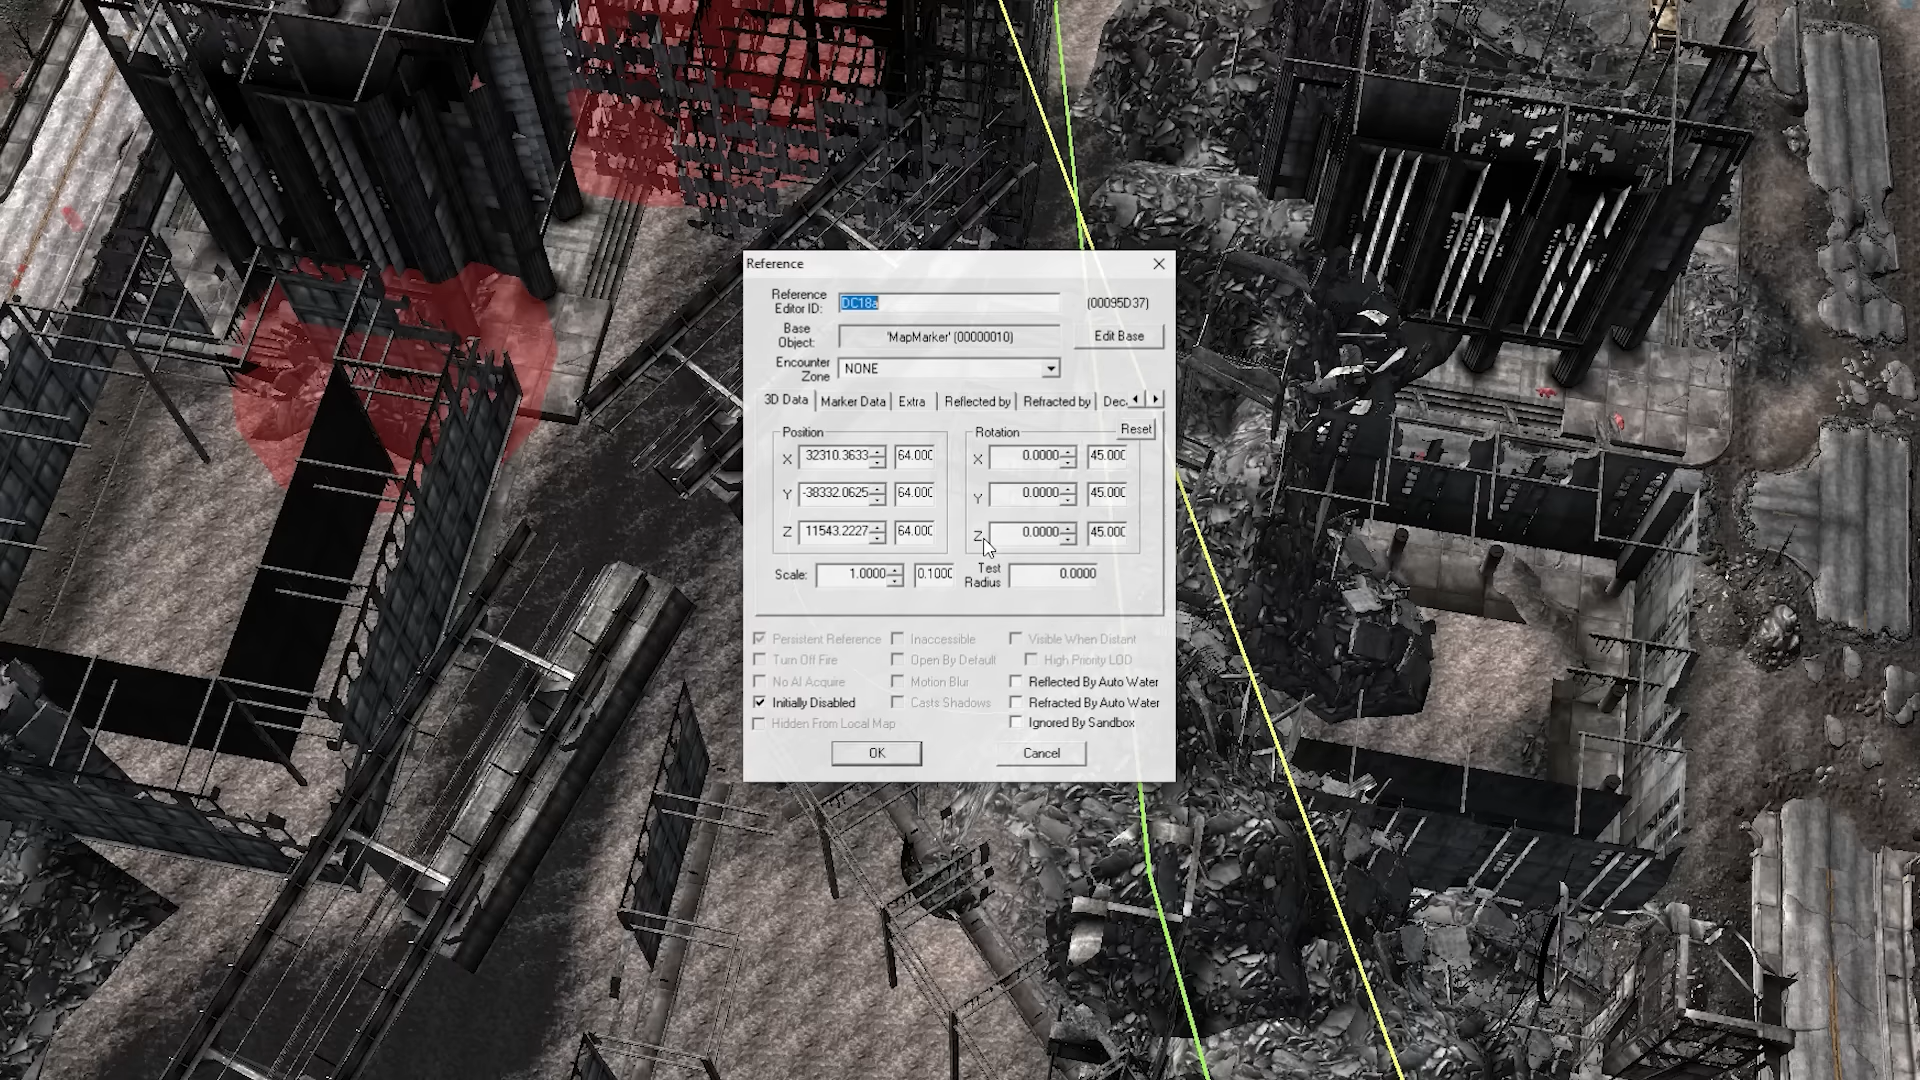 Reference
Reference Editor ID: DC18a (00095D37)
Base Object: 'MapMarker' (00000010) Edit Base
Encounter Zone NONE
3D Data Marker Data Extra Reflected by Refracted by Dec
Position Rotation Reset
X 32310.3633 64.000 X 0.0000 45.000
Y -38332.0625 64.000 Y 0.0000 45.000
Z 11543.2227 64.000 Z 0.0000 45.000
Scale: 1.0000 0.1000 Test Radius 0.0000
Persistent Reference Inaccessible Visible When Distant
Turn Off Fire Open By Default High Priority LOD
No AI Acquire Motion Blur Reflected By Auto Water
Initially Disabled Casts Shadows Refracted By Auto Water
Hidden From Local Map Ignored By Sandbox
OK Cancel